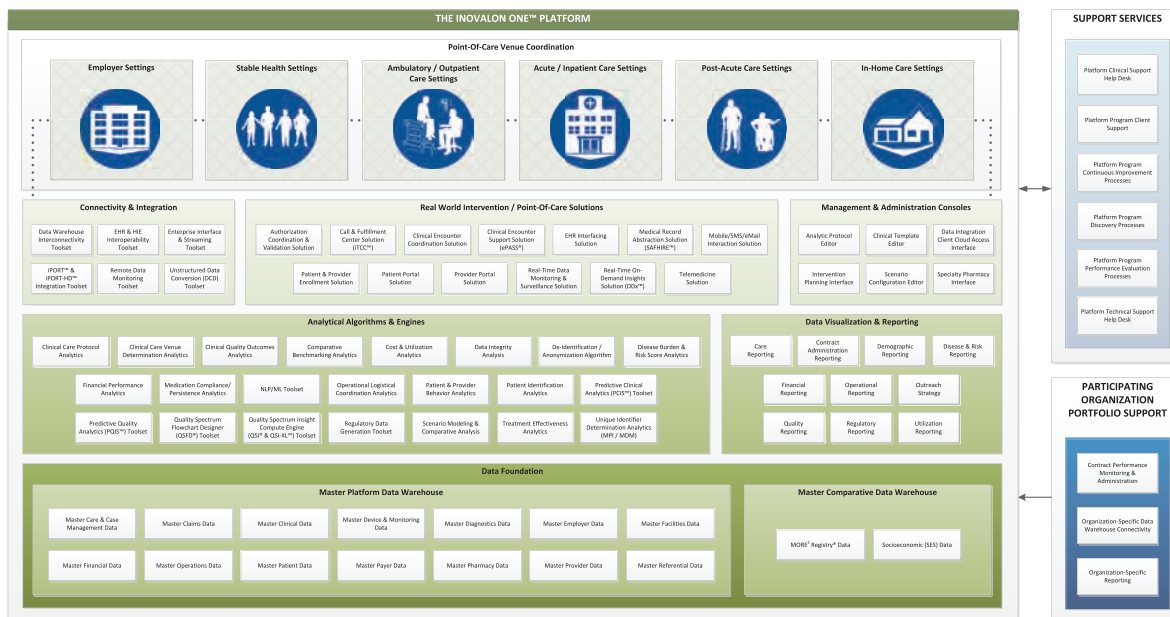 THE INOVALON ONE™ PLATFORM
Point-Of-Care Venue Coordination
Employer Settings
Stable Health Settings
Ambulatory / Outpatient
Care Settings
Acute / Inpatient Care Settings
Post-Acute Care Settings
In-Home Care Settings
Connectivity & Integration
Data Warehouse
Interconnectivity
Toolset
EHR & HIE
Interoperability
Toolset
Enterprise Interface
& Streaming
Toolset
iPORT™ &
iPORT-HD™
Integration Toolset
Remote Data
Monitoring
Toolset
Unstructured Data
Conversion (DCD)
Toolset
Real World Intervention / Point-Of-Care Solutions
Authorization
Coordination &
Validation Solution
Call & Fulfillment
Center Solution
(iTCC™)
Clinical Encounter
Coordination Solution
Clinical Encounter
Support Solution
(ePASS®)
EHR Interfacing
Solution
Medical Record
Abstraction Solution
(SAFHIRE™)
Mobile/SMS/eMail
Interaction Solution
Patient & Provider
Enrollment Solution
Patient Portal
Solution
Provider Portal
Solution
Real-Time Data
Monitoring &
Surveillance Solution
Real-Time On-
Demand Insights
Solution (DDx™)
Telemedicine
Solution
Management & Administration Consoles
Analytic Protocol
Editor
Clinical Template
Editor
Data Integration
Client Cloud Access
Interface
Intervention
Planning Interface
Scenario
Configuration Editor
Specialty Pharmacy
Interface
Analytical Algorithms & Engines
Clinical Care Protocol
Analytics
Clinical Care Venue
Determination Analytics
Clinical Quality Outcomes
Analytics
Comparative
Benchmarking Analytics
Cost & Utilization
Analytics
Data Integrity
Analysis
De-Identification /
Anonymization Algorithm
Disease Burden &
Risk Score Analytics
Financial Performance
Analytics
Medication Compliance/
Persistence Analytics
NLP/ML Toolset
Operational Logistical
Coordination Analytics
Patient & Provider
Behavior Analytics
Patient Identification
Analytics
Predictive Clinical
Analytics (PCIS™) Toolset
Predictive Quality
Analytics (PQIS™) Toolset
Quality Spectrum
Flowchart Designer
(QSFD®) Toolset
Quality Spectrum Insight
Compute Engine
(QSI® & QSI-XL™) Toolset
Regulatory Data
Generation Toolset
Scenario Modeling &
Comparative Analysis
Treatment Effectiveness
Analytics
Unique Identifier
Determination Analytics
(MPI / MDM)
Data Visualization & Reporting
Care
Reporting
Contract
Administration
Reporting
Demographic
Reporting
Disease & Risk
Reporting
Financial
Reporting
Operational
Reporting
Outreach
Strategy
Quality
Reporting
Regulatory
Reporting
Utilization
Reporting
Data Foundation
Master Platform Data Warehouse
Master Care & Case
Management Data
Master Claims Data
Master Clinical Data
Master Device & Monitoring
Data
Master Diagnostics Data
Master Employer Data
Master Facilities Data
Master Financial Data
Master Operations Data
Master Patient Data
Master Payer Data
Master Pharmacy Data
Master Provider Data
Master Referential Data
Master Comparative Data Warehouse
MORE² Registry® Data
Socioeconomic (SES) Data
SUPPORT SERVICES
Platform Clinical Support
Help Desk
Platform Program Client
Support
Platform Program
Continuous Improvement
Processes
Platform Program
Discovery Processes
Platform Program
Performance Evaluation
Processes
Platform Technical Support
Help Desk
PARTICIPATING
ORGANIZATION
PORTFOLIO SUPPORT
Contract Performance
Monitoring &
Administration
Organization-Specific Data
Warehouse Connectivity
Organization-Specific
Reporting